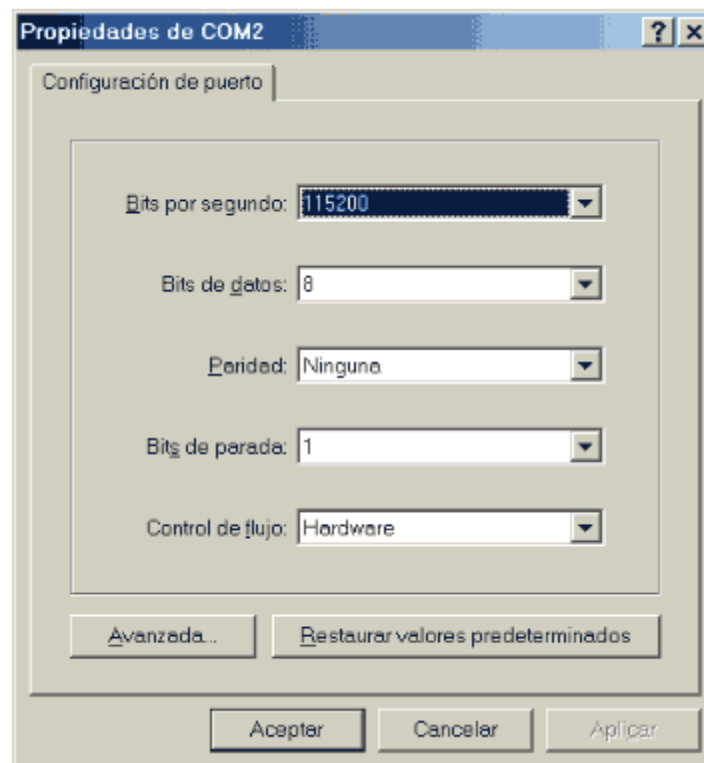 Propiedades de COM2
Configuración de puerto
Bits por segundo: 115200
Bits de datos: 8
Paridad: Ninguna
Bits de parada: 1
Control de flujo: Hardware
Avanzada... Restaurar valores predeterminados
Aceptar Cancelar Aplicar